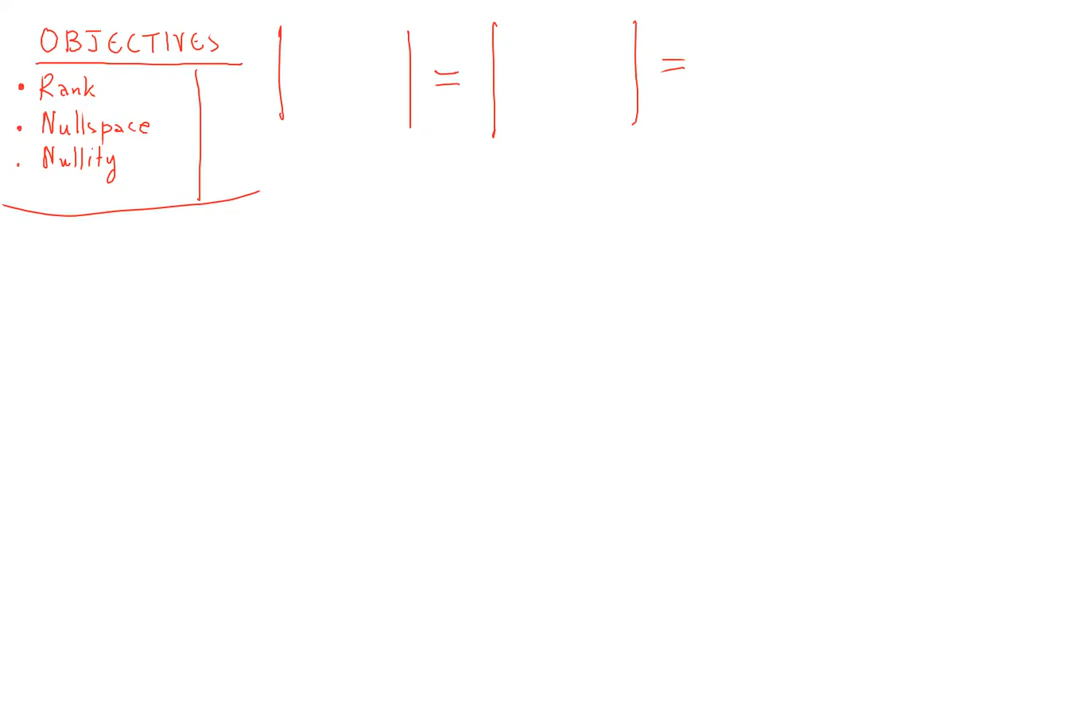 OBJECTIVES
• Rank
• Nullspace
• Nullity
| | = [ ] =